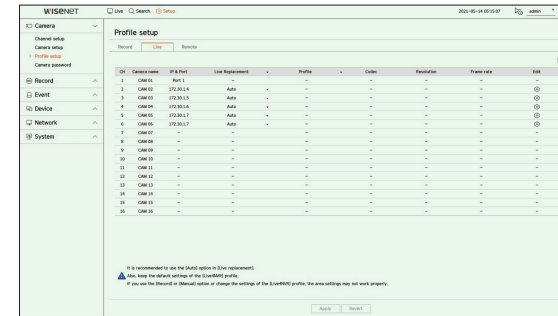 WISENET
Live Search Setup 2021-05-14 05:15:07 admin
Camera
Channel setup
Camera setup
Profile setup
Camera password
Record
Event
Device
Network
System
Profile setup
Record Live Remote
CH Camera name IP & Port Live Replacement Profile Codec Resolution Frame rate Edit
1 CAM 01 Port 1 – – – – – –
2 CAM 02 172.30.1.4 Auto – – – –
3 CAM 03 172.30.1.5 Auto – – – –
4 CAM 04 172.30.1.6 Auto – – – –
5 CAM 05 172.30.1.7 Auto – – – –
6 CAM 06 172.30.1.7 Auto – – – –
7 CAM 07 – – – – – – –
8 CAM 08 – – – – – – –
9 CAM 09 – – – – – – –
10 CAM 10 – – – – – – –
11 CAM 11 – – – – – – –
12 CAM 12 – – – – – – –
13 CAM 13 – – – – – – –
14 CAM 14 – – – – – – –
15 CAM 15 – – – – – – –
16 CAM 16 – – – – – – –
It is recommended to use the [Auto] option in [Live replacement].
Also, keep the default settings of the [Live4NVR] profile.
If you use the [Record] or [Manual] option or change the settings of the [Live4NVR] profile, the area settings may not work properly.
Apply Revert